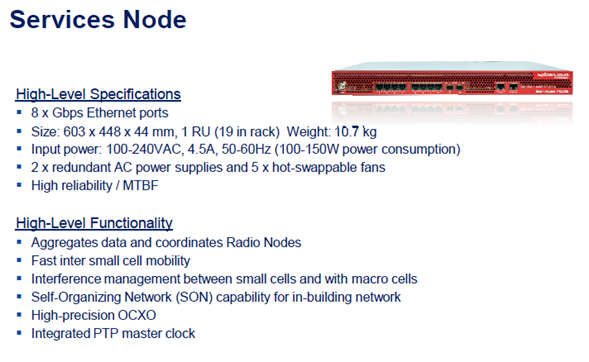 Services Node
High-Level Specifications
▪ 8 x Gbps Ethernet ports
▪ Size: 603 x 448 x 44 mm, 1 RU (19 in rack)  Weight: 10.7 kg
▪ Input power: 100-240VAC, 4.5A, 50-60Hz (100-150W power consumption)
▪ 2 x redundant AC power supplies and 5 x hot-swappable fans
▪ High reliability / MTBF
High-Level Functionality
▪ Aggregates data and coordinates Radio Nodes
▪ Fast inter small cell mobility
▪ Interference management between small cells and with macro cells
▪ Self-Organizing Network (SON) capability for in-building network
▪ High-precision OCXO
▪ Integrated PTP master clock